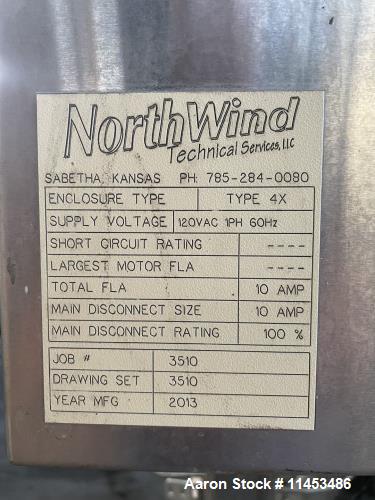 NorthWind
Technical Services, LLC
SABETHA, KANSAS PH: 785-284-0080
ENCLOSURE TYPE TYPE 4X
SUPPLY VOLTAGE 120VAC 1PH 60Hz
SHORT CIRCUIT RATING ----
LARGEST MOTOR FLA ----
TOTAL FLA 10 AMP
MAIN DISCONNECT SIZE 10 AMP
MAIN DISCONNECT RATING 100 %
JOB # 3510
DRAWING SET 3510
YEAR MFG 2013
Aaron Stock # 11453486